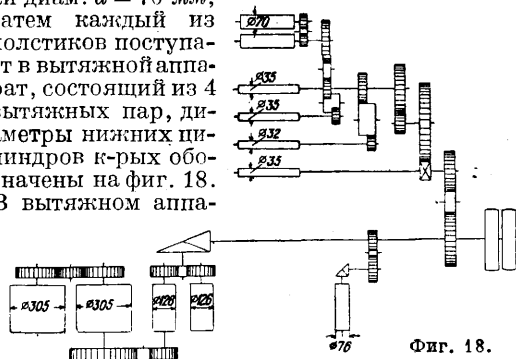 диам. d = 70 мм,
затем каждый из
холстиков поступа-
ет в вытяжной аппа-
рат, состоящий из 4
вытяжных пар, ди-
аметры нижних ци-
линдров к-рых обо-
значены на фиг. 18.
В вытяжном аппа-
ø70
ø35
ø35
ø32
ø35
ø305
ø305
ø126
ø126
ø76
Фиг. 18.